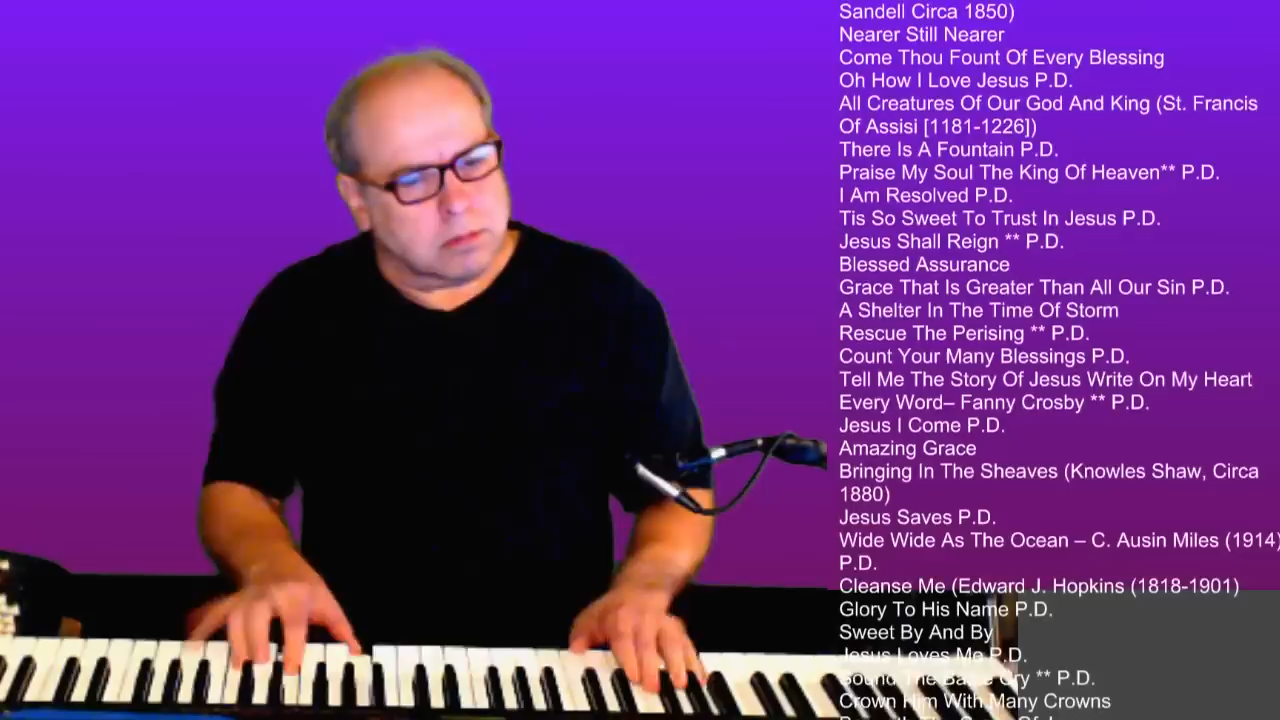 Sandell Circa 1850)
Nearer Still Nearer
Come Thou Fount Of Every Blessing
Oh How I Love Jesus P.D.
All Creatures Of Our God And King (St. Francis
Of Assisi [1181-1226])
There Is A Fountain P.D.
Praise My Soul The King Of Heaven** P.D.
I Am Resolved P.D.
Tis So Sweet To Trust In Jesus P.D.
Jesus Shall Reign ** P.D.
Blessed Assurance
Grace That Is Greater Than All Our Sin P.D.
A Shelter In The Time Of Storm
Rescue The Perising ** P.D.
Count Your Many Blessings P.D.
Tell Me The Story Of Jesus Write On My Heart
Every Word– Fanny Crosby ** P.D.
Jesus I Come P.D.
Amazing Grace
Bringing In The Sheaves (Knowles Shaw, Circa
1880)
Jesus Saves P.D.
Wide Wide As The Ocean – C. Ausin Miles (1914)
P.D.
Cleanse Me (Edward J. Hopkins (1818-1901)
Glory To His Name P.D.
Sweet By And By
Jesus Loves Me P.D.
Sound The Battle Cry ** P.D.
Crown Him With Many Crowns